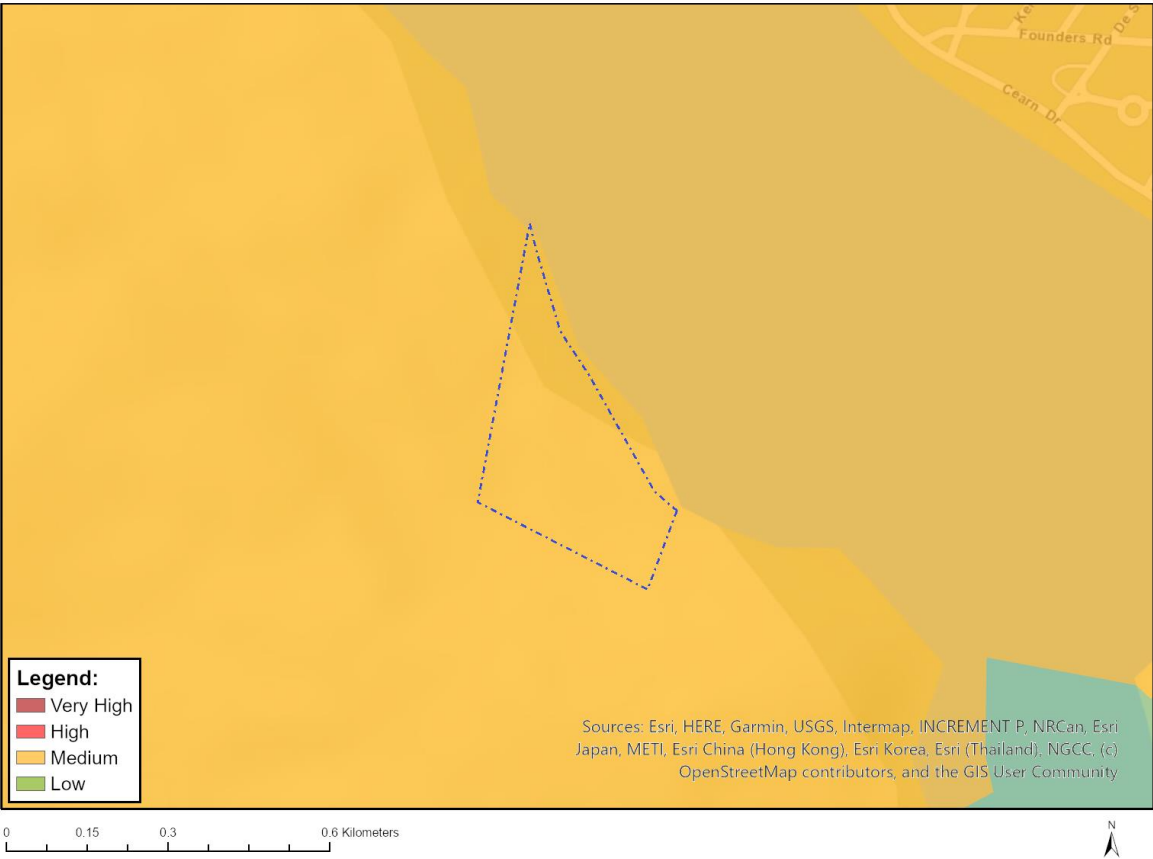 Founders Rd
Cearn Dr
Legend:
Very High
High
Medium
Low
Sources: Esri, HERE, Garmin, USGS, Intermap, INCREMENT P, NRCan, Esri
Japan, METI, Esri China (Hong Kong), Esri Korea, Esri (Thailand), NGCC, (c)
OpenStreetMap contributors, and the GIS User Community
0 0.15 0.3 0.6 Kilometers
N